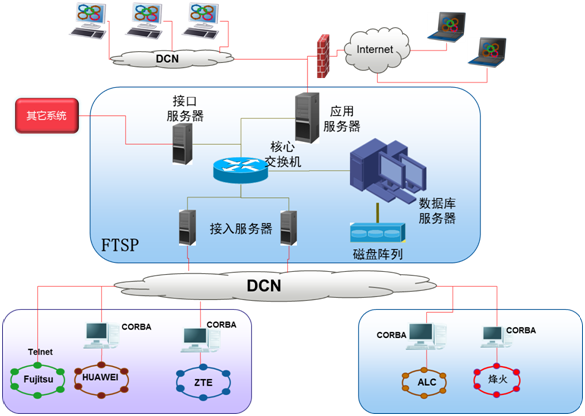 DCN
Internet
其它系统
接口
服务器
应用
服务器
核心
交换机
数据库
服务器
接入服务器
磁盘阵列
FTSP
DCN
CORBA
CORBA
CORBA
CORBA
Telnet
Fujitsu
HUAWEI
ZTE
ALC
烽火